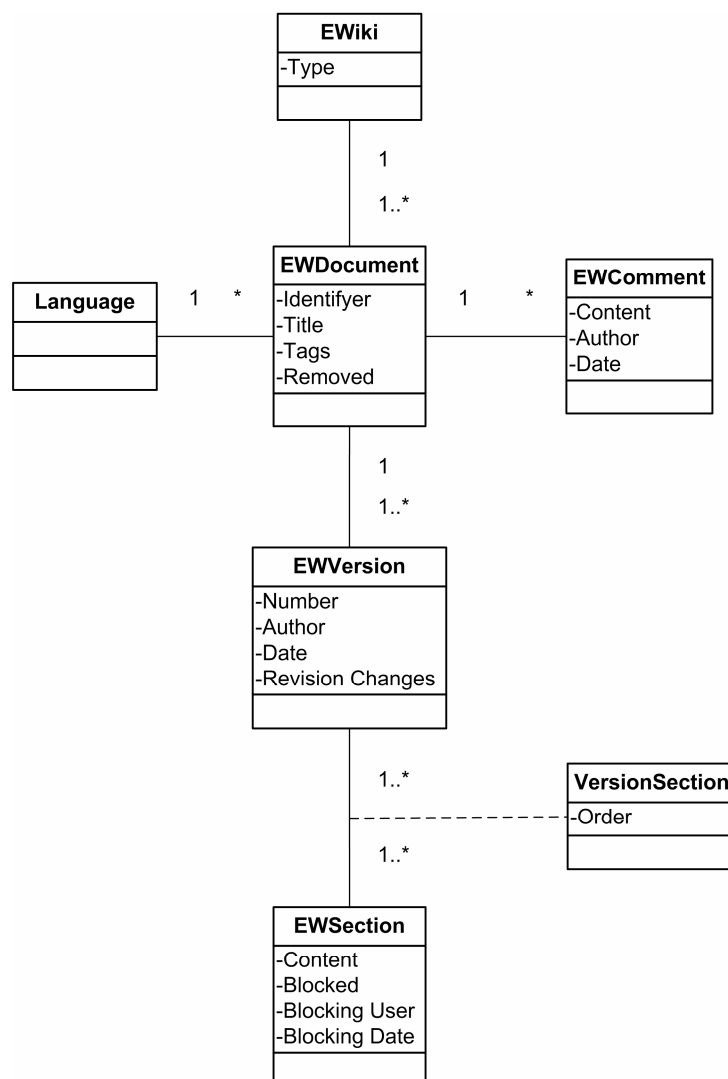 EWiki
-Type
1
1..*
EWDocument
-Identifyer
-Title
-Tags
-Removed
Language
1 *
1 *
EWComment
-Content
-Author
-Date
1
1..*
EWVersion
-Number
-Author
-Date
-Revision Changes
1..*
1..*
VersionSection
-Order
EWSection
-Content
-Blocked
-Blocking User
-Blocking Date